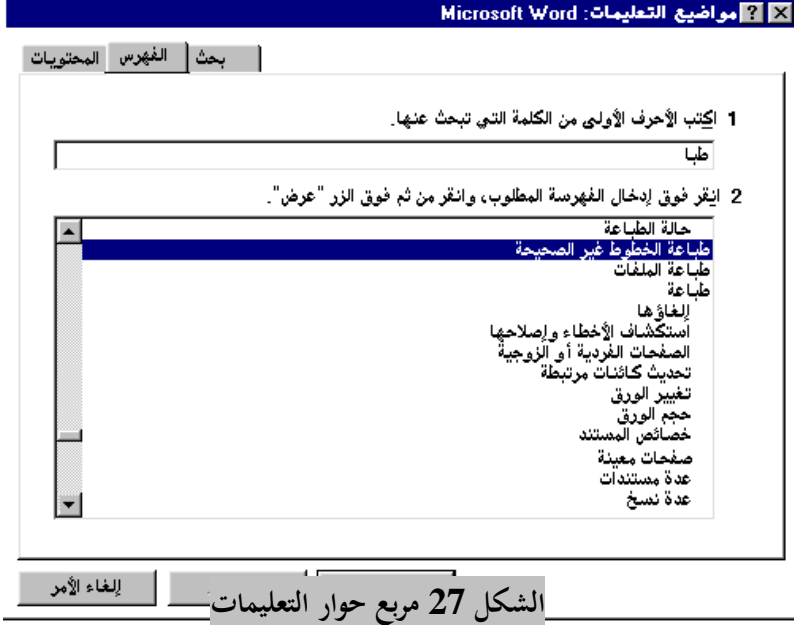 مواضيع التعليمات: Microsoft Word
المحتويات الفهرس بحث
1 اكتب الأحرف الأولى من الكلمة التي تبحث عنها.
طبا
2 انقر فوق إدخال الفهرسة المطلوب، وانقر من ثم فوق الزر "عرض".
حالة الطباعة
طباعة الخطوط غير الصحيحة
طباعة الملفات
طباعة
إلغاؤها
استكشاف الأخطاء وإصلاحها
الصفحات الفردية أو الزوجية
تحديث كائنات مرتبطة
تغيير الورق
حجم الورق
خصائص المستند
صفحات معينة
عدة مستندات
عدة نسخ
إلغاء الأمر
الشكل 27 مربع حوار التعليمات